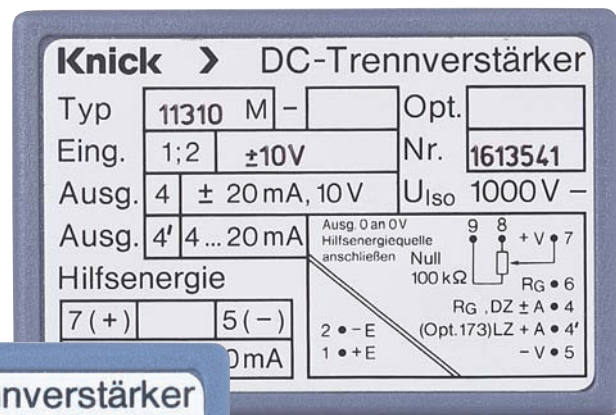 Knick > DC-Trennverstärker
Typ 11310 M -
Opt.
Eing. 1;2 ±10V
Nr. 1613541
Ausg. 4 ± 20 mA, 10 V
UIso 1000 V –
Ausg. 4' 4 ... 20 mA
Hilfsenergie
7 (+) 5 (–)
0mA
Ausg. 0 an 0V
Hilfsenergiequelle
anschließen
Null
100 kΩ
9 8
+ V • 7
RG • 6
RG , DZ ± A • 4
(Opt.173)LZ + A • 4'
– V • 5
2 • – E
1 • + E
nnverstärker